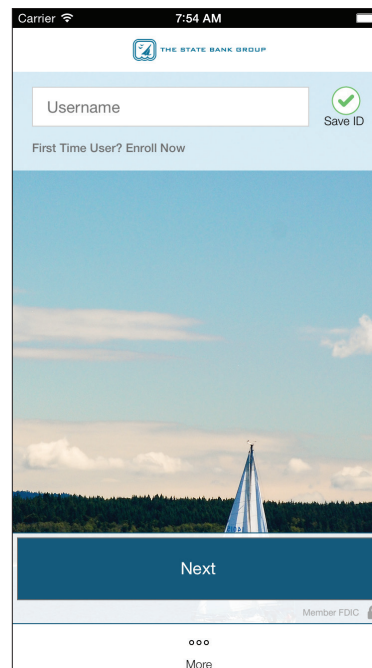 Carrier 7:54 AM
THE STATE BANK GROUP
Username
Save ID
First Time User? Enroll Now
Next
Member FDIC
More